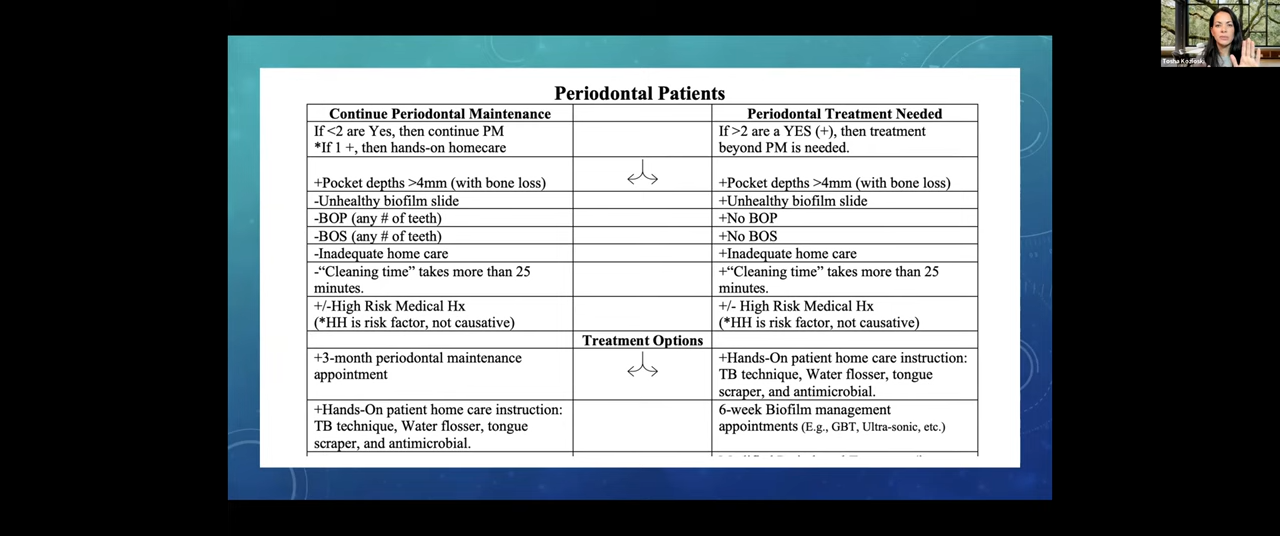 Tosha Kozloski
Periodontal Patients
Continue Periodontal Maintenance
Periodontal Treatment Needed
If <2 are Yes, then continue PM
*If 1 +, then hands-on homecare
If >2 are a YES (+), then treatment
beyond PM is needed.
+Pocket depths >4mm (with bone loss)
+Pocket depths >4mm (with bone loss)
-Unhealthy biofilm slide
+Unhealthy biofilm slide
-BOP (any # of teeth)
+No BOP
-BOS (any # of teeth)
+No BOS
-Inadequate home care
+Inadequate home care
-“Cleaning time” takes more than 25
minutes.
+“Cleaning time” takes more than 25
minutes.
+/-High Risk Medical Hx
(*HH is risk factor, not causative)
+/- High Risk Medical Hx
(*HH is risk factor, not causative)
Treatment Options
+3-month periodontal maintenance
appointment
+Hands-On patient home care instruction:
TB technique, Water flosser, tongue
scraper, and antimicrobial.
+Hands-On patient home care instruction:
TB technique, Water flosser, tongue
scraper, and antimicrobial.
6-week Biofilm management
appointments (E.g., GBT, Ultra-sonic, etc.)